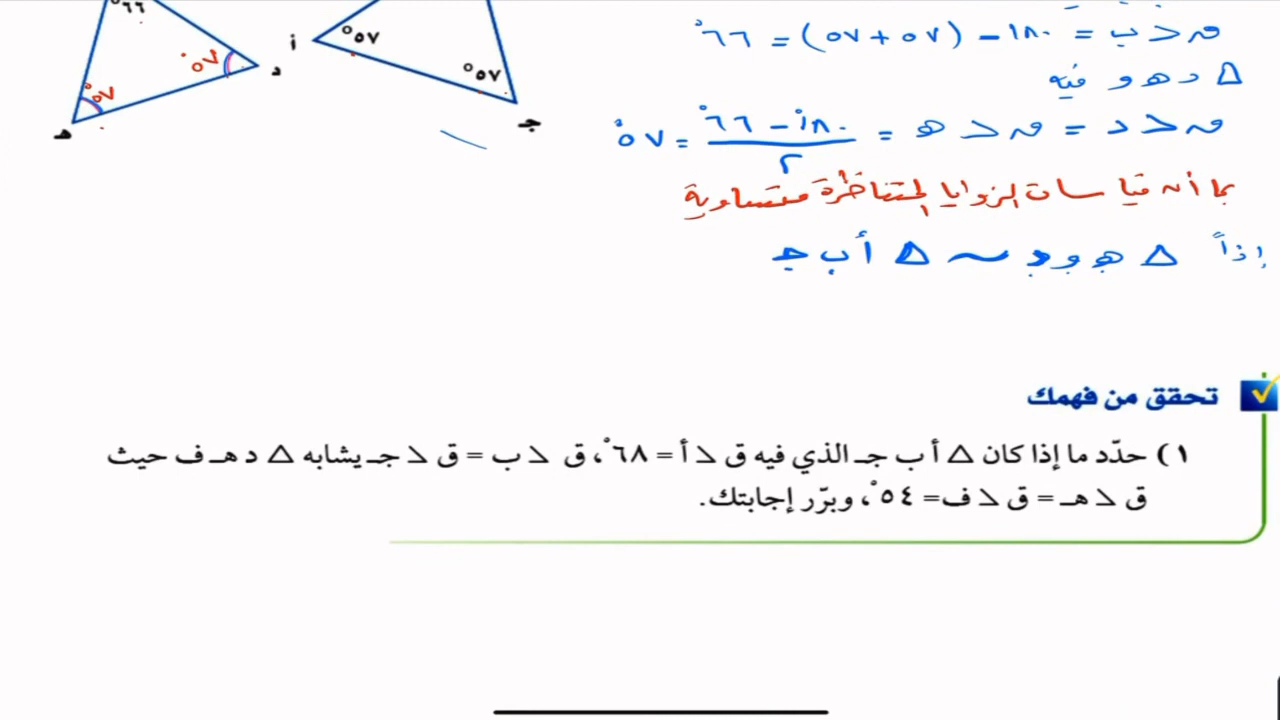 °٦٦
أ
°٥٧
°٥٧
د
°٥٧
°٥٧
هـ
جـ
ق > ب = ١٨٠ − (٥٧ + ٥٧) = °٦٦
△ د هـ و فيه
ق > د = ق > هـ = °١٨٠ − °٦٦ / ٢ = °٥٧
بما أن قياسات الزوايا المتناظرة متساوية
إذاً △ هـ و د ~ △ أ ب جـ
تحقق من فهمك
١) حدّد ما إذا كان △ أ ب جـ الذي فيه ق > أ = ٦٨°، ق > ب = ق > جـ يشابه △ د هـ ف حيث
ق > هـ = ق > ف = ٥٤°، وبرّر إجابتك.